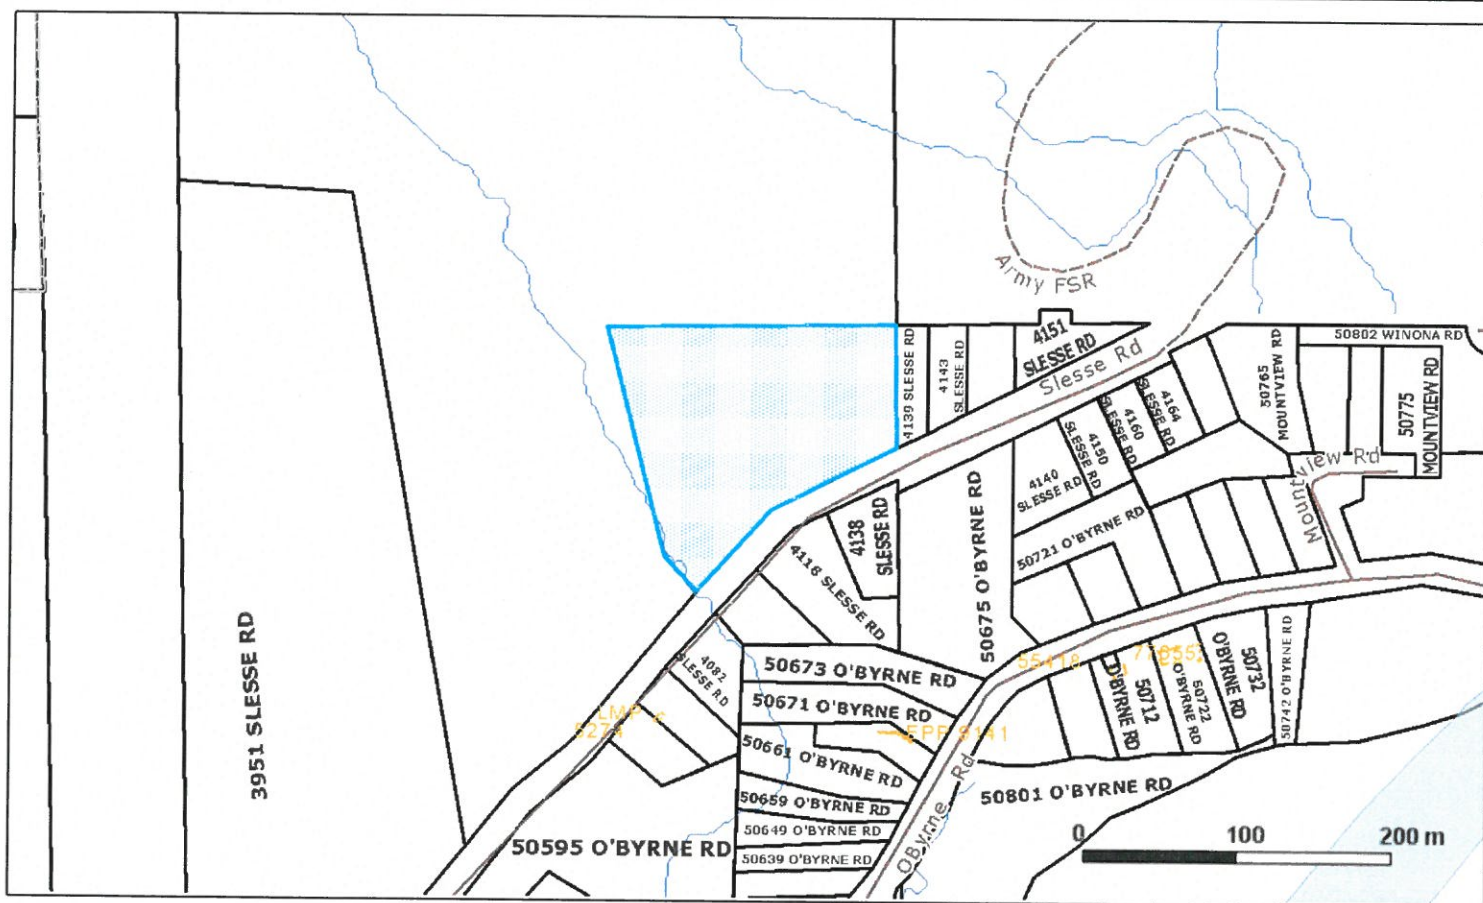 Army FSR
4151
SLESSE RD
Slesse Rd
4139 SLESSE RD
4143
SLESSE RD
50802 WINONA RD
50765
MOUNTVIEW RD
50775
MOUNTVIEW RD
Mountview Rd
4164
SLESSE RD
4160
SLESSE RD
4150
SLESSE RD
4140
SLESSE RD
50721 O'BYRNE RD
4138
SLESSE RD
4116 SLESSE RD
50675 O'BYRNE RD
3951 SLESSE RD
4082
SLESSE RD
50673 O'BYRNE RD
50671 O'BYRNE RD
50661 O'BYRNE RD
50659 O'BYRNE RD
50649 O'BYRNE RD
50639 O'BYRNE RD
50595 O'BYRNE RD
LMP
5274
EPP 9141
55418
50712
O'BYRNE RD
50722
O'BYRNE RD
50732
O'BYRNE RD
50742 O'BYRNE RD
50801 O'BYRNE RD
OByrne Rd
0 100 200 m